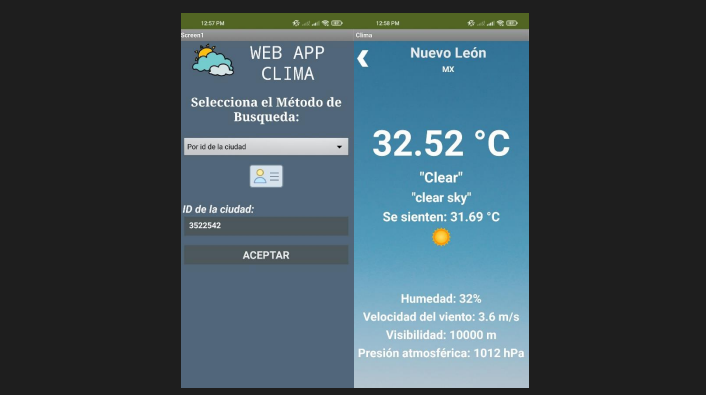 12:57 PM
Screen1
WEB APP
CLIMA
Selecciona el Método de
Busqueda:
Por id de la ciudad
ID de la ciudad:
3522542
ACEPTAR
12:58 PM
Clima
Nuevo León
MX
32.52 °C
"Clear"
"clear sky"
Se sienten: 31.69 °C
Humedad: 32%
Velocidad del viento: 3.6 m/s
Visibilidad: 10000 m
Presión atmosférica: 1012 hPa